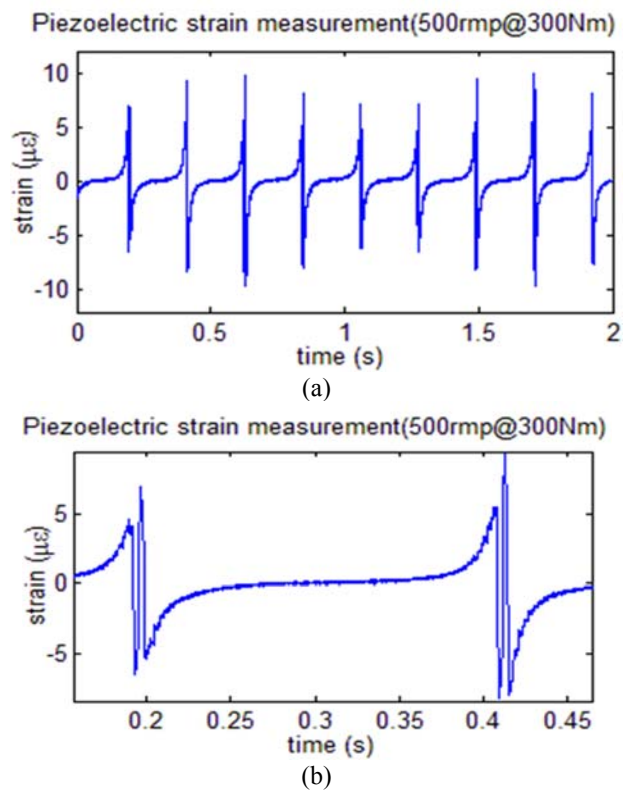 Piezoelectric strain measurement(500rmp@300Nm)
10
5
0
-5
-10
strain (με)
0 0.5 1 1.5 2
time (s)
(a)
Piezoelectric strain measurement(500rmp@300Nm)
5
0
-5
strain (με)
0.2 0.25 0.3 0.35 0.4 0.45
time (s)
(b)